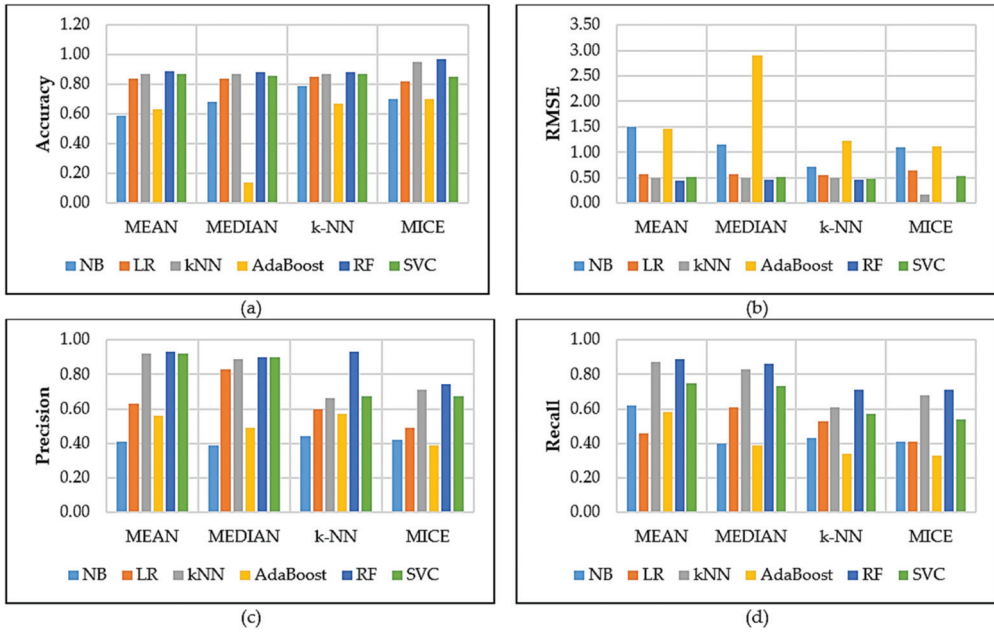 1.20
1.00
0.80
0.60
0.40
0.20
0.00
Accuracy
MEAN MEDIAN k-NN MICE
NB LR kNN AdaBoost RF SVC
(a)
3.50
3.00
2.50
2.00
1.50
1.00
0.50
0.00
RMSE
MEAN MEDIAN k-NN MICE
NB LR kNN AdaBoost RF SVC
(b)
1.00
0.80
0.60
0.40
0.20
0.00
Precision
MEAN MEDIAN k-NN MICE
NB LR kNN AdaBoost RF SVC
(c)
1.00
0.80
0.60
0.40
0.20
0.00
Recall
MEAN MEDIAN k-NN MICE
NB LR kNN AdaBoost RF SVC
(d)